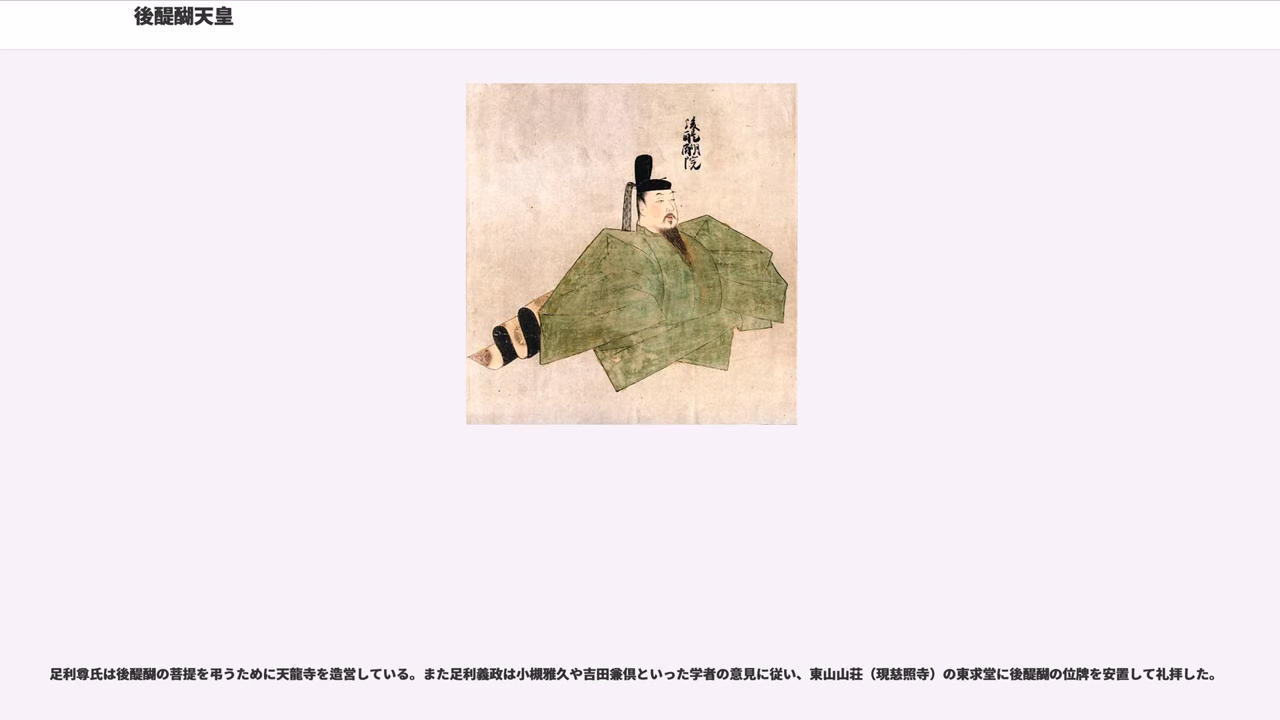 後醍醐天皇
後醍醐院
足利尊氏は後醍醐の菩提を弔うために天龍寺を造営している。また足利義政は小槻雅久や吉田兼倶といった学者の意見に従い、東山山荘（現慈照寺）の東求堂に後醍醐の位牌を安置して礼拝した。